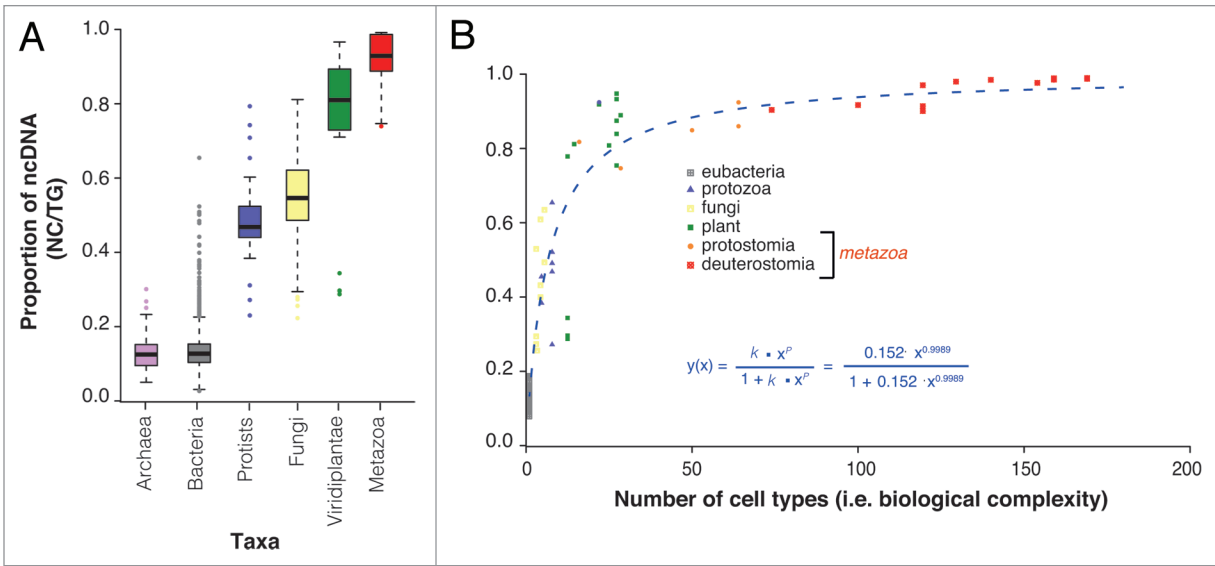 A
Proportion of ncDNA
(NC/TG)
1.0
0.8
0.6
0.4
0.2
0.0
Archaea
Bacteria
Protists
Fungi
Viridiplantae
Metazoa
Taxa
B
1.0
0.8
0.6
0.4
0.2
0.0
eubacteria
protozoa
fungi
plant
protostomia
deuterostomia
metazoa
y(x) = k ▪ x^P / 1 + k ▪ x^P = 0.152· x^0.9989 / 1 + 0.152 ·x^0.9989
0 50 100 150 200
Number of cell types (i.e. biological complexity)